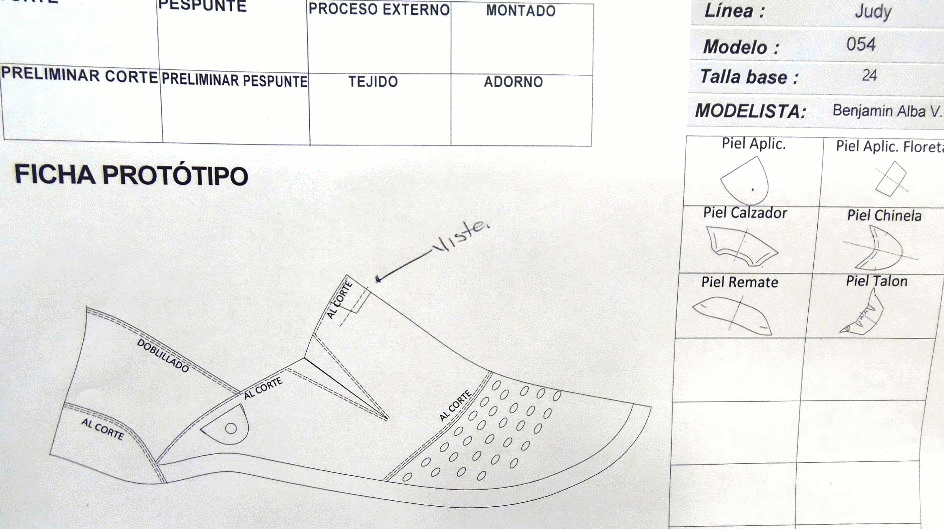 PESPUNTE
PROCESO EXTERNO
MONTADO
PRELIMINAR CORTE
PRELIMINAR PESPUNTE
TEJIDO
ADORNO
Línea : Judy
Modelo : 054
Talla base : 24
MODELISTA: Benjamin Alba V.
FICHA PROTÓTIPO
Viste.
AL CORTE
DOBLILLADO
AL CORTE
AL CORTE
AL CORTE
Piel Aplic.
Piel Aplic. Floreta
Piel Calzador
Piel Chinela
Piel Remate
Piel Talon